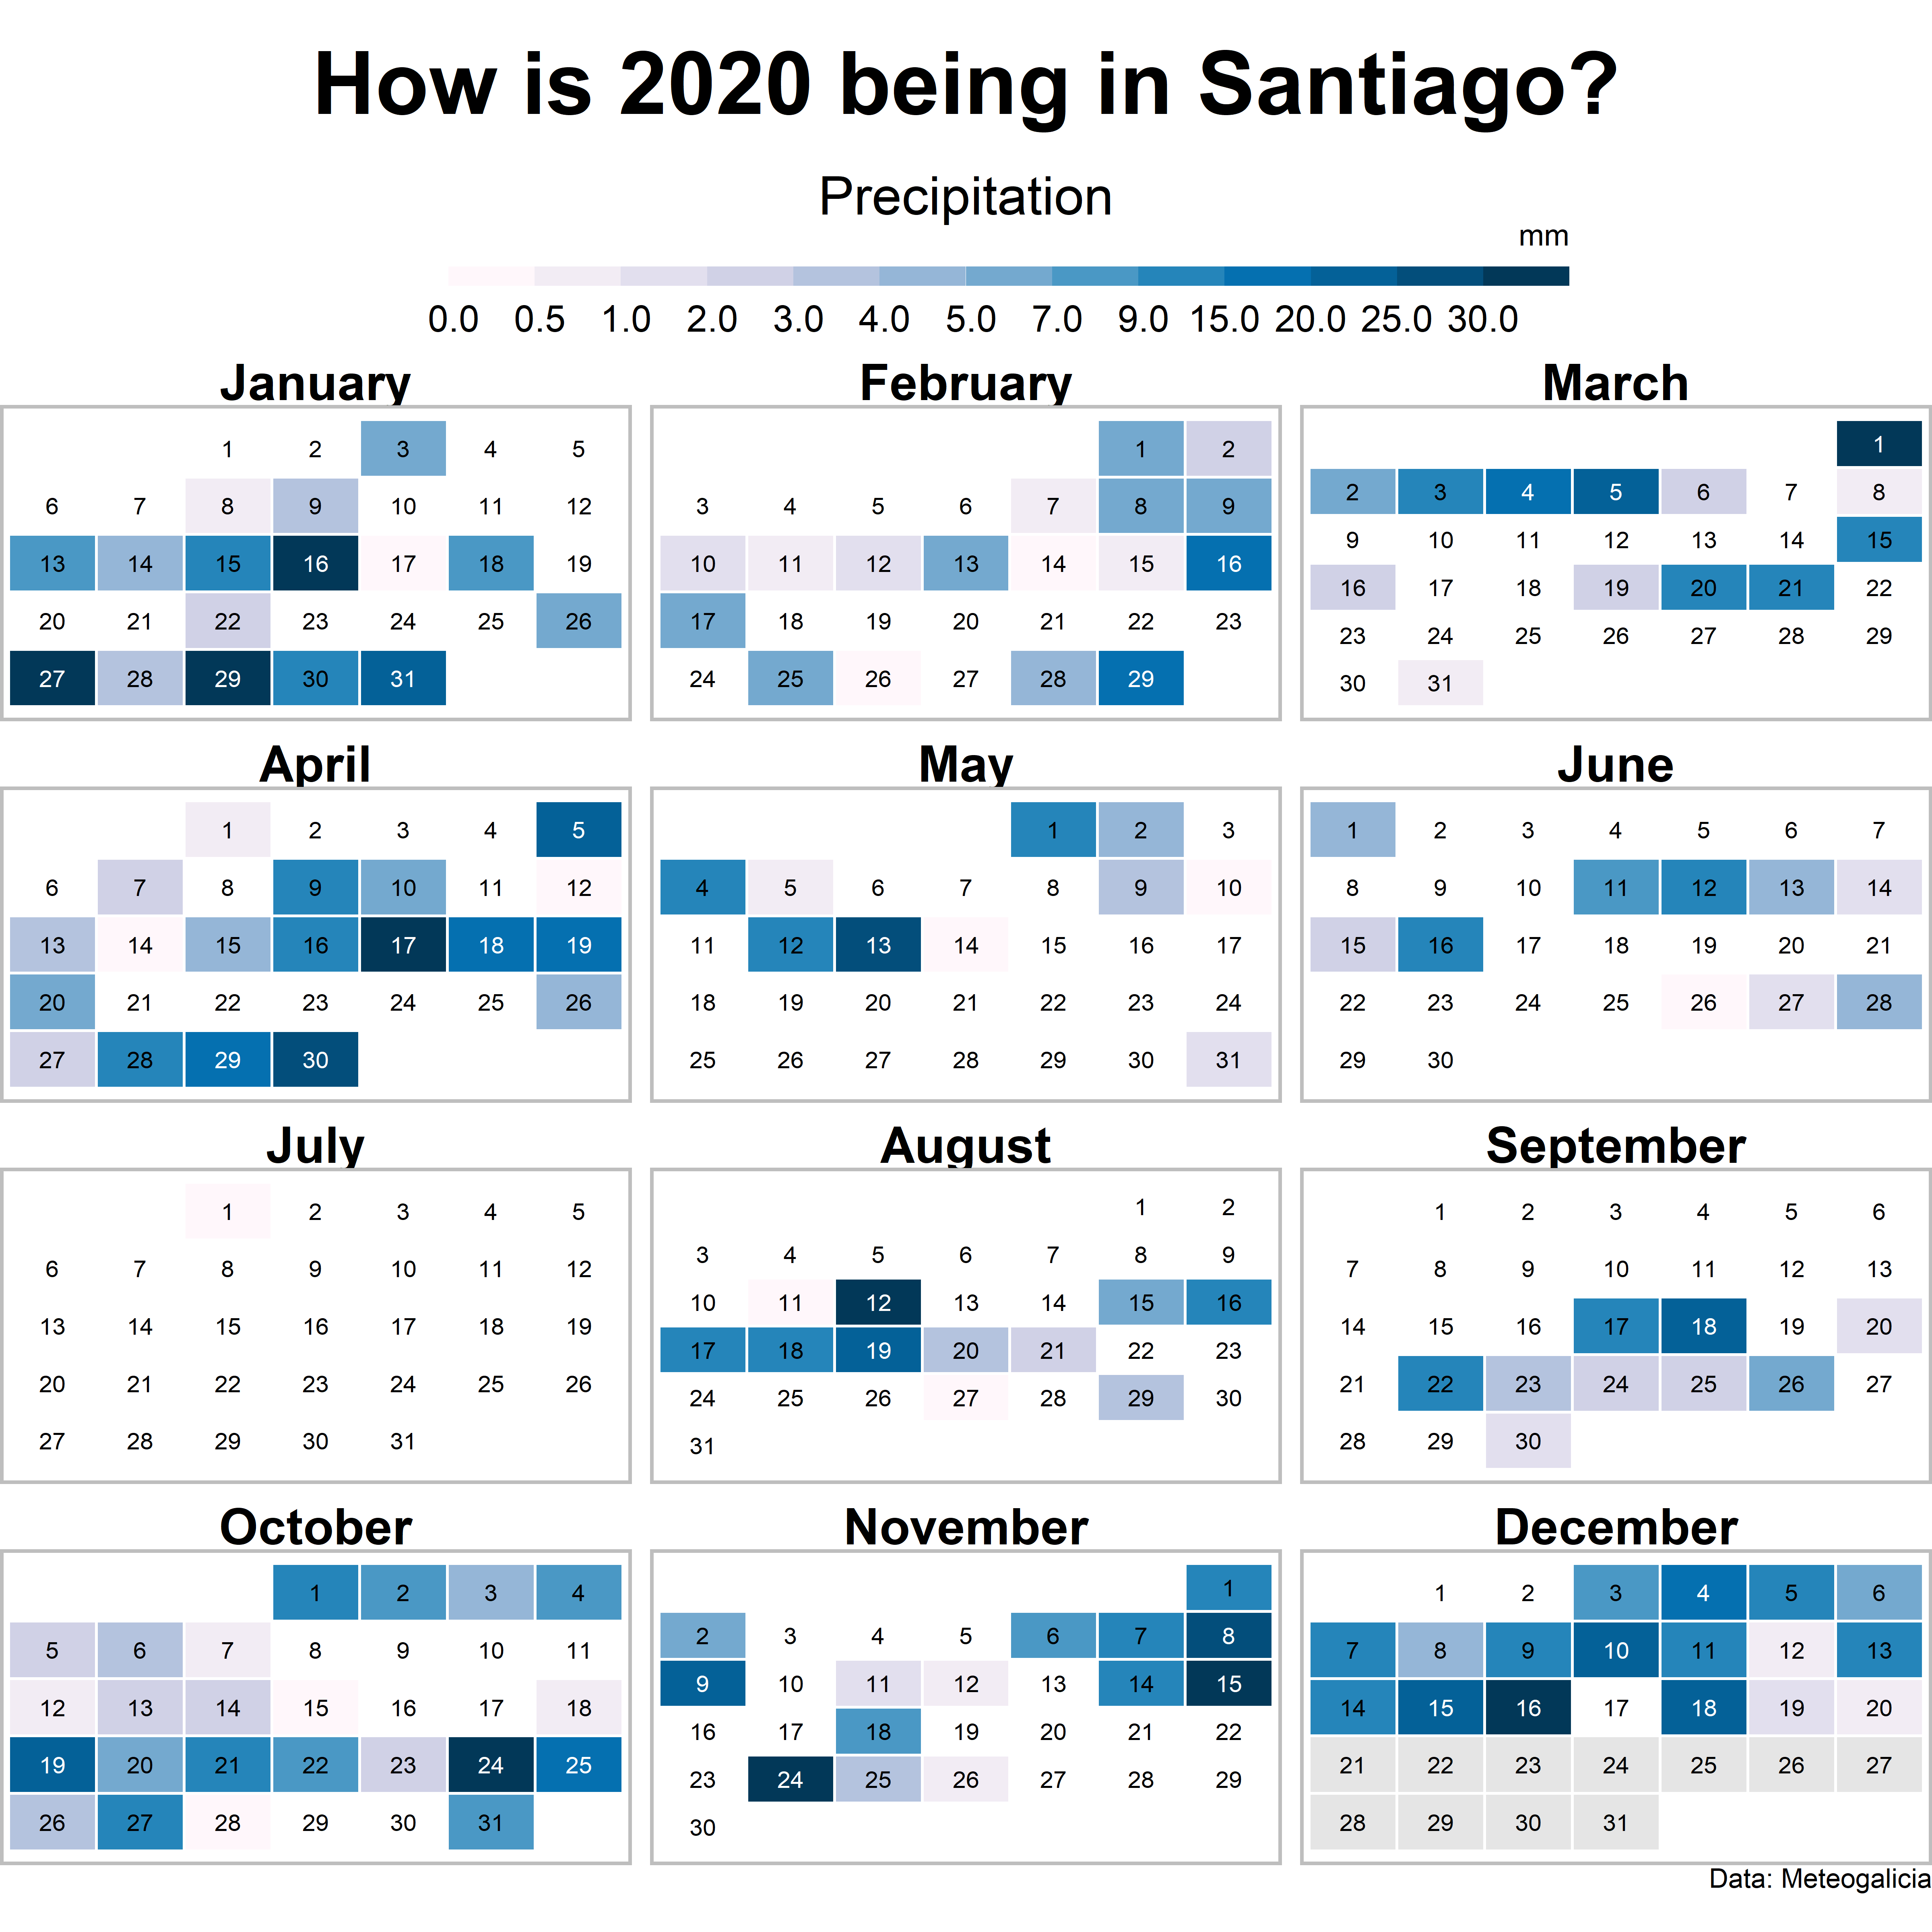 How is 2020 being in Santiago?
Precipitation
mm
0.0 0.5 1.0 2.0 3.0 4.0 5.0 7.0 9.0 15.0 20.0 25.0 30.0
January
1 2 3 4 5
6 7 8 9 10 11 12
13 14 15 16 17 18 19
20 21 22 23 24 25 26
27 28 29 30 31
February
1 2
3 4 5 6 7 8 9
10 11 12 13 14 15 16
17 18 19 20 21 22 23
24 25 26 27 28 29
March
1
2 3 4 5 6 7 8
9 10 11 12 13 14 15
16 17 18 19 20 21 22
23 24 25 26 27 28 29
30 31
April
1 2 3 4 5
6 7 8 9 10 11 12
13 14 15 16 17 18 19
20 21 22 23 24 25 26
27 28 29 30
May
1 2 3
4 5 6 7 8 9 10
11 12 13 14 15 16 17
18 19 20 21 22 23 24
25 26 27 28 29 30 31
June
1 2 3 4 5 6 7
8 9 10 11 12 13 14
15 16 17 18 19 20 21
22 23 24 25 26 27 28
29 30
July
1 2 3 4 5
6 7 8 9 10 11 12
13 14 15 16 17 18 19
20 21 22 23 24 25 26
27 28 29 30 31
August
1 2
3 4 5 6 7 8 9
10 11 12 13 14 15 16
17 18 19 20 21 22 23
24 25 26 27 28 29 30
31
September
1 2 3 4 5 6
7 8 9 10 11 12 13
14 15 16 17 18 19 20
21 22 23 24 25 26 27
28 29 30
October
1 2 3 4
5 6 7 8 9 10 11
12 13 14 15 16 17 18
19 20 21 22 23 24 25
26 27 28 29 30 31
November
1
2 3 4 5 6 7 8
9 10 11 12 13 14 15
16 17 18 19 20 21 22
23 24 25 26 27 28 29
30
December
1 2 3 4 5 6
7 8 9 10 11 12 13
14 15 16 17 18 19 20
21 22 23 24 25 26 27
28 29 30 31
Data: Meteogalicia